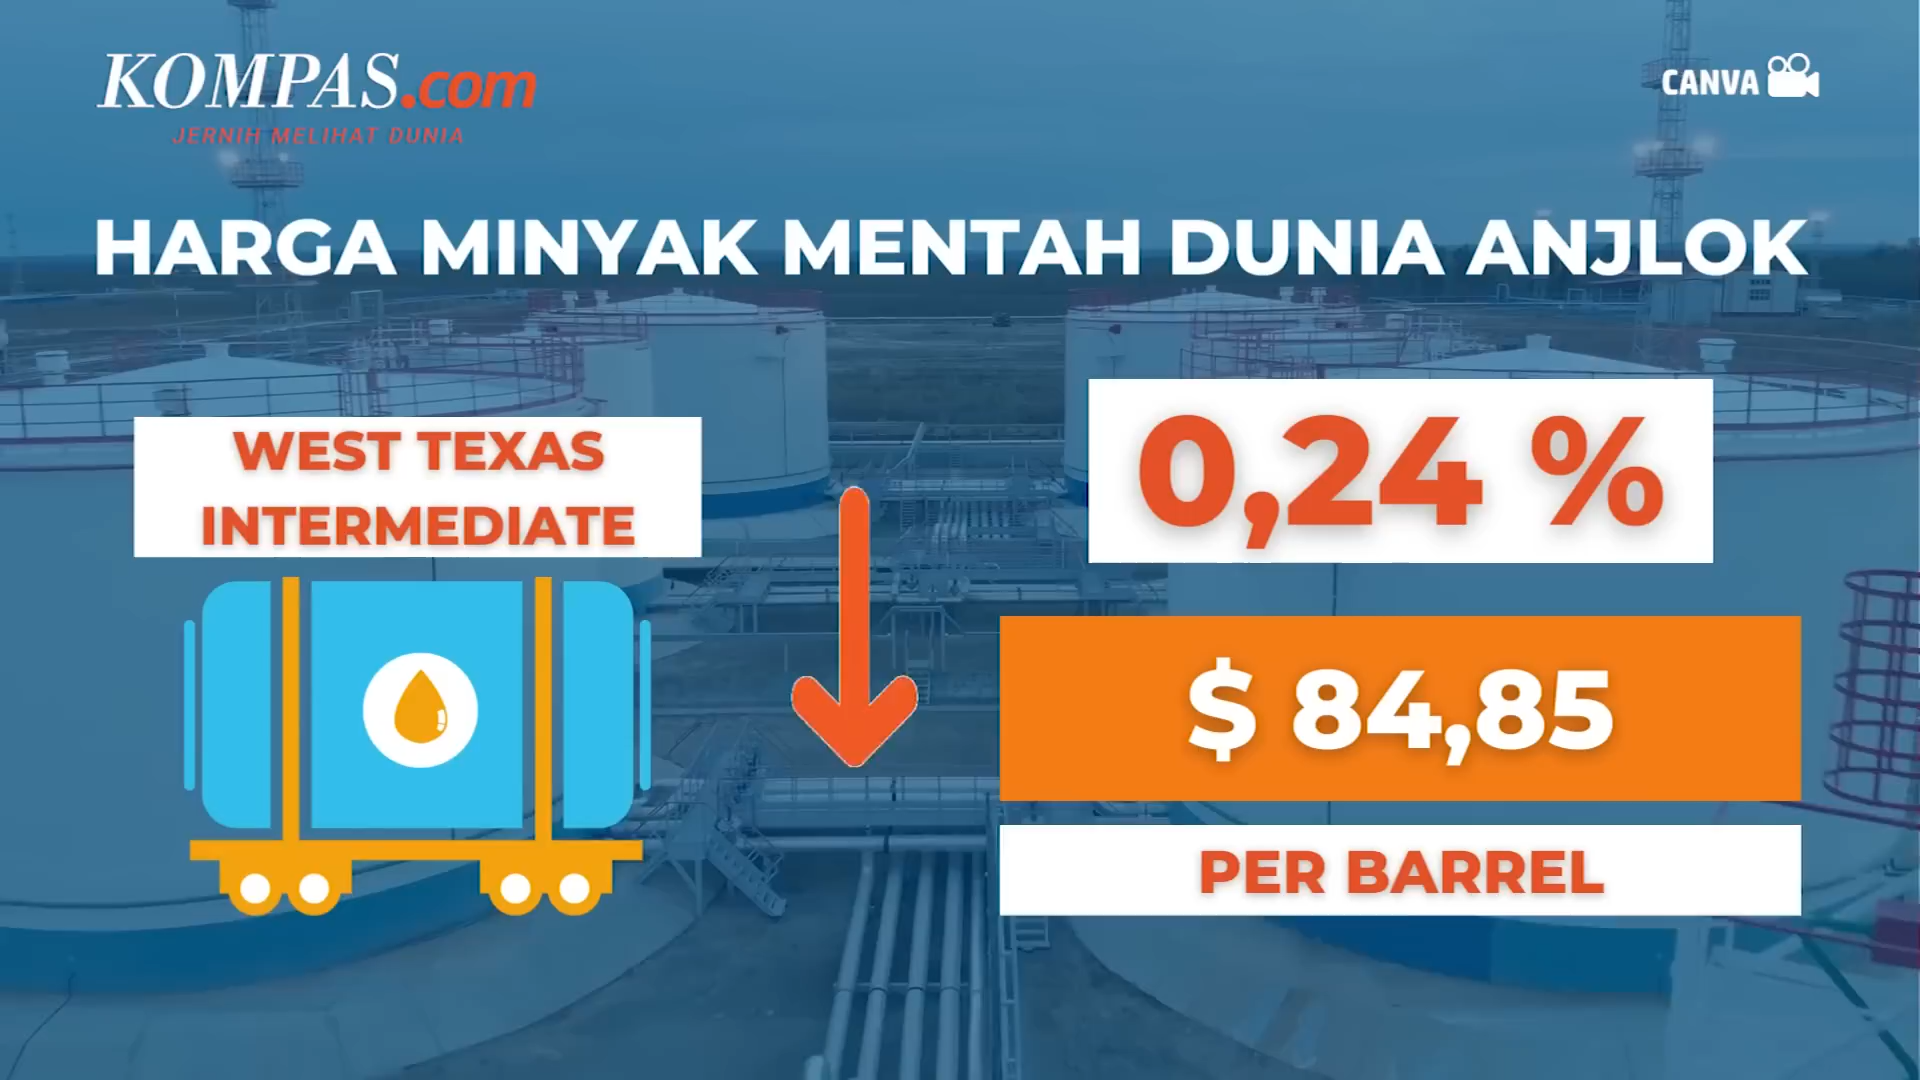 KOMPAS.com
JERNIH MELIHAT DUNIA
CANVA
HARGA MINYAK MENTAH DUNIA ANJLOK
WEST TEXAS
INTERMEDIATE
0,24 %
$ 84,85
PER BARREL